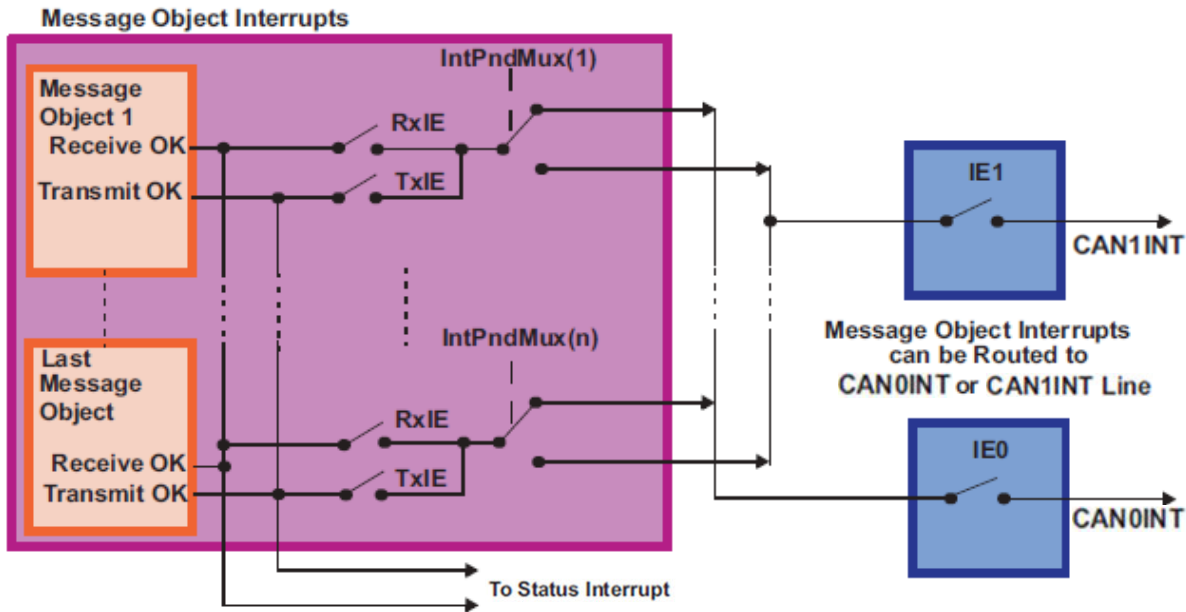 Message Object Interrupts
IntPndMux(1)
Message
Object 1
Receive OK
RxIE
Transmit OK
TxIE
IE1
CAN1INT
Message Object Interrupts
can be Routed to
CAN0INT or CAN1INT Line
IntPndMux(n)
Last
Message
Object
RxIE
Receive OK
TxIE
Transmit OK
IE0
CAN0INT
To Status Interrupt